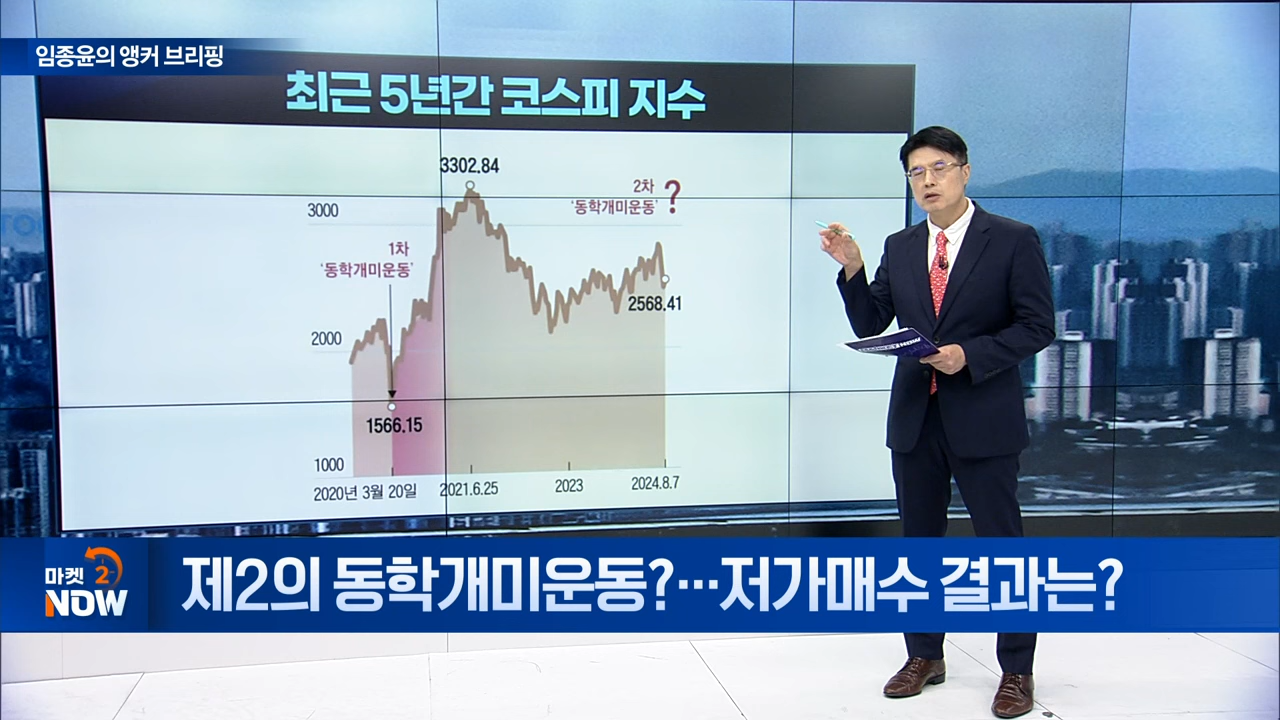 임종윤의 앵커 브리핑
최근 5년간 코스피 지수
3302.84
2차
'동학개미운동' ?
3000
1차
'동학개미운동'
2568.41
2000
1566.15
1000
2020년 3월 20일
2021.6.25
2023
2024.8.7
마켓 2
NOW
제2의 동학개미운동?…저가매수 결과는?